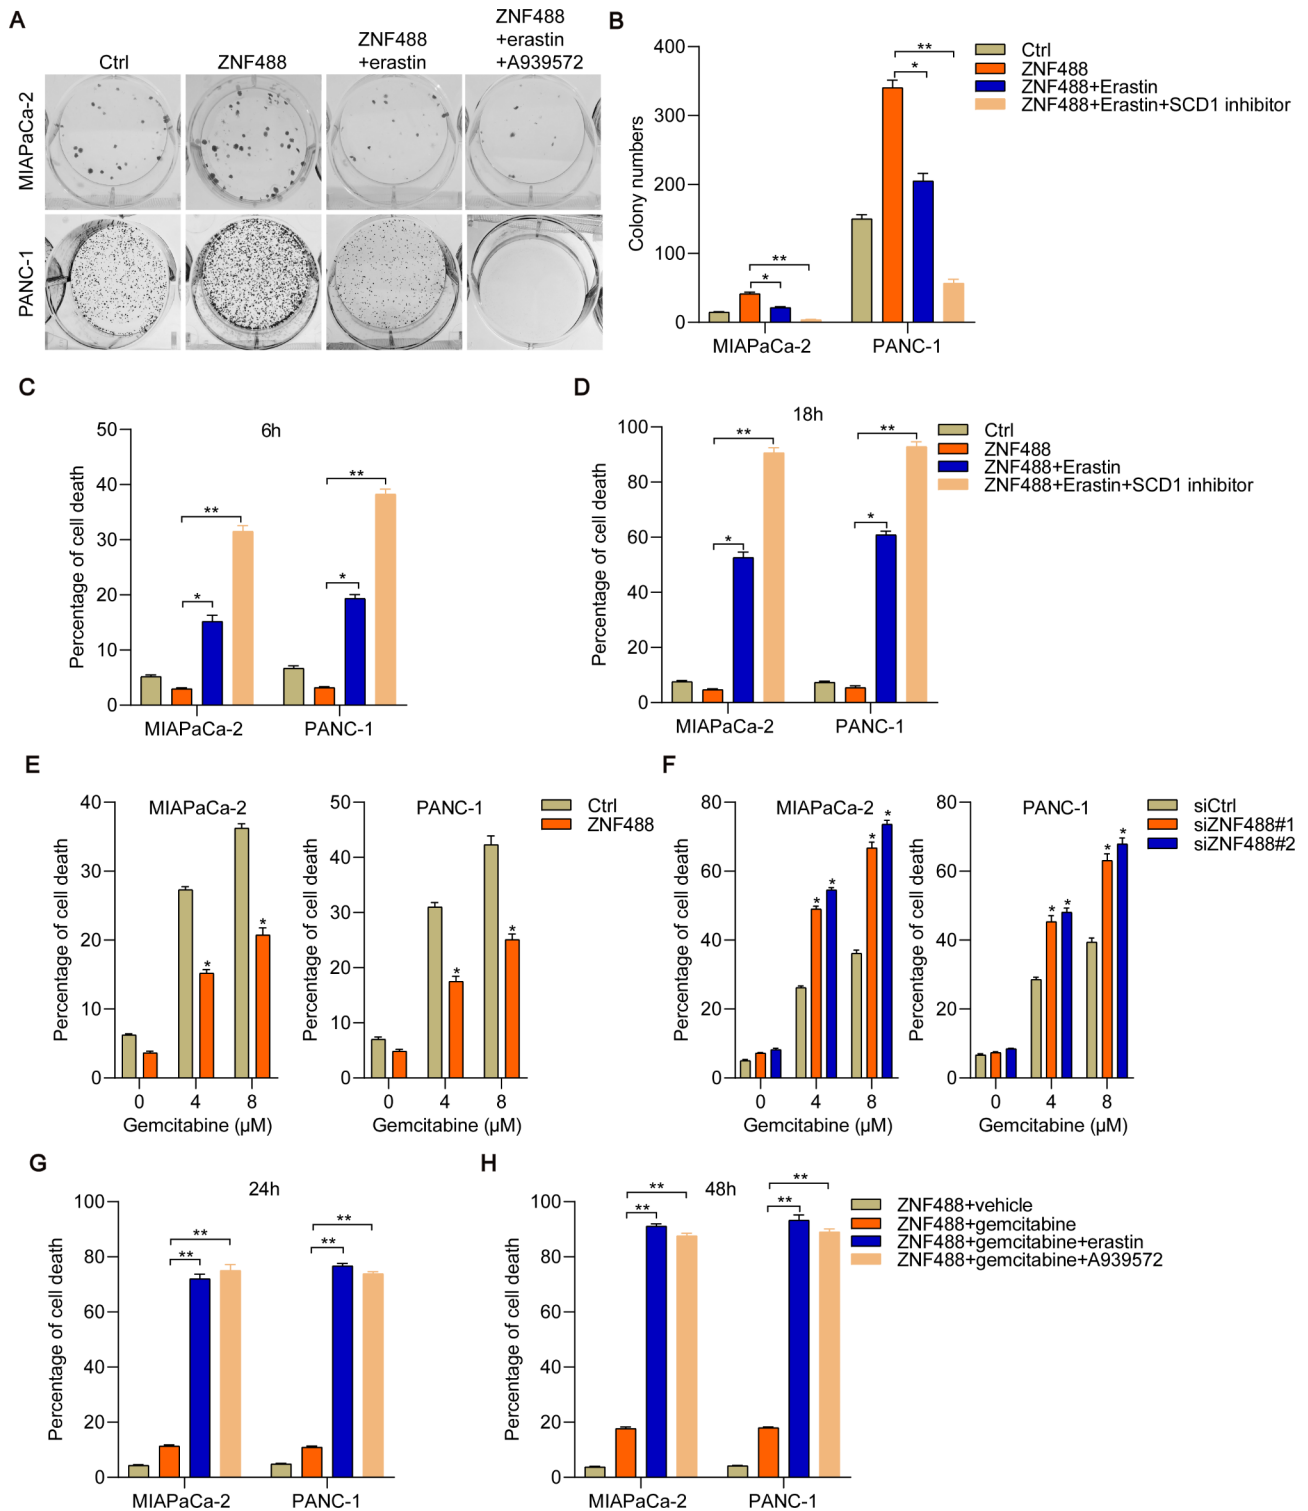 A
Ctrl
ZNF488
ZNF488
+erastin
ZNF488
+erastin
+A939572
MIAPaCa-2
PANC-1
B
Colony numbers
400
300
200
100
0
** 
*
**
*
MIAPaCa-2
PANC-1
Ctrl
ZNF488
ZNF488+Erastin
ZNF488+Erastin+SCD1 inhibitor
C
6h
Percentage of cell death
50
40
30
20
10
0
**
*
**
*
MIAPaCa-2
PANC-1
D
18h
Percentage of cell death
100
80
60
40
20
0
**
*
**
*
MIAPaCa-2
PANC-1
Ctrl
ZNF488
ZNF488+Erastin
ZNF488+Erastin+SCD1 inhibitor
E
MIAPaCa-2
Percentage of cell death
40
30
20
10
0
*
*
0 4 8
Gemcitabine (µM)
PANC-1
Percentage of cell death
50
40
30
20
10
0
*
*
0 4 8
Gemcitabine (µM)
Ctrl
ZNF488
F
MIAPaCa-2
Percentage of cell death
80
60
40
20
0
* *
* *
0 4 8
Gemcitabine (µM)
PANC-1
Percentage of cell death
80
60
40
20
0
* *
* *
0 4 8
Gemcitabine (µM)
siCtrl
siZNF488#1
siZNF488#2
G
24h
Percentage of cell death
100
80
60
40
20
0
**
**
**
**
MIAPaCa-2
PANC-1
H
48h
Percentage of cell death
100
80
60
40
20
0
**
**
**
**
MIAPaCa-2
PANC-1
ZNF488+vehicle
ZNF488+gemcitabine
ZNF488+gemcitabine+erastin
ZNF488+gemcitabine+A939572